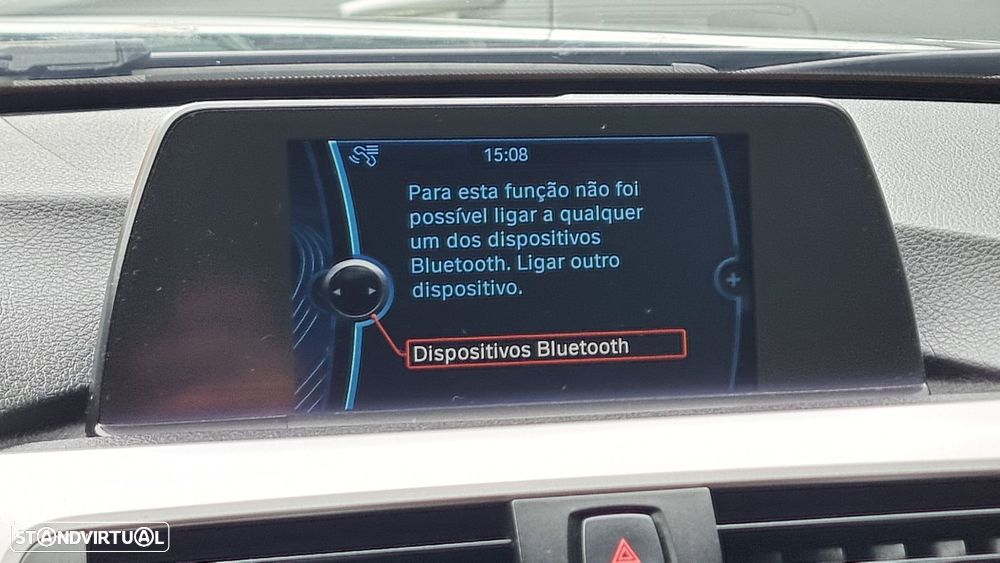 15:08
Para esta função não foi
possível ligar a qualquer
um dos dispositivos
Bluetooth. Ligar outro
dispositivo.
Dispositivos Bluetooth
STANDVIRTUAL